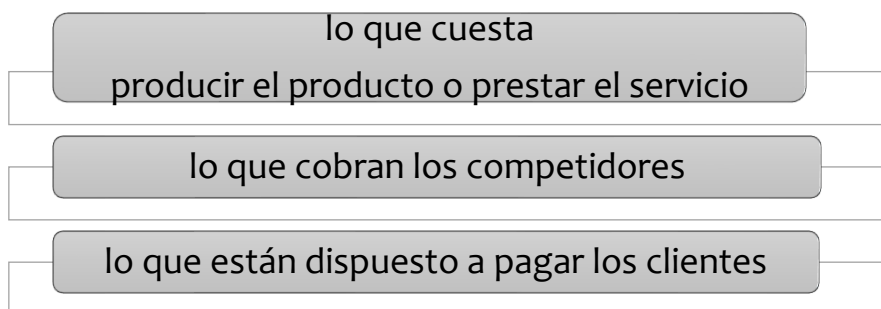 lo que cuesta
producir el producto o prestar el servicio
lo que cobran los competidores
lo que están dispuesto a pagar los clientes